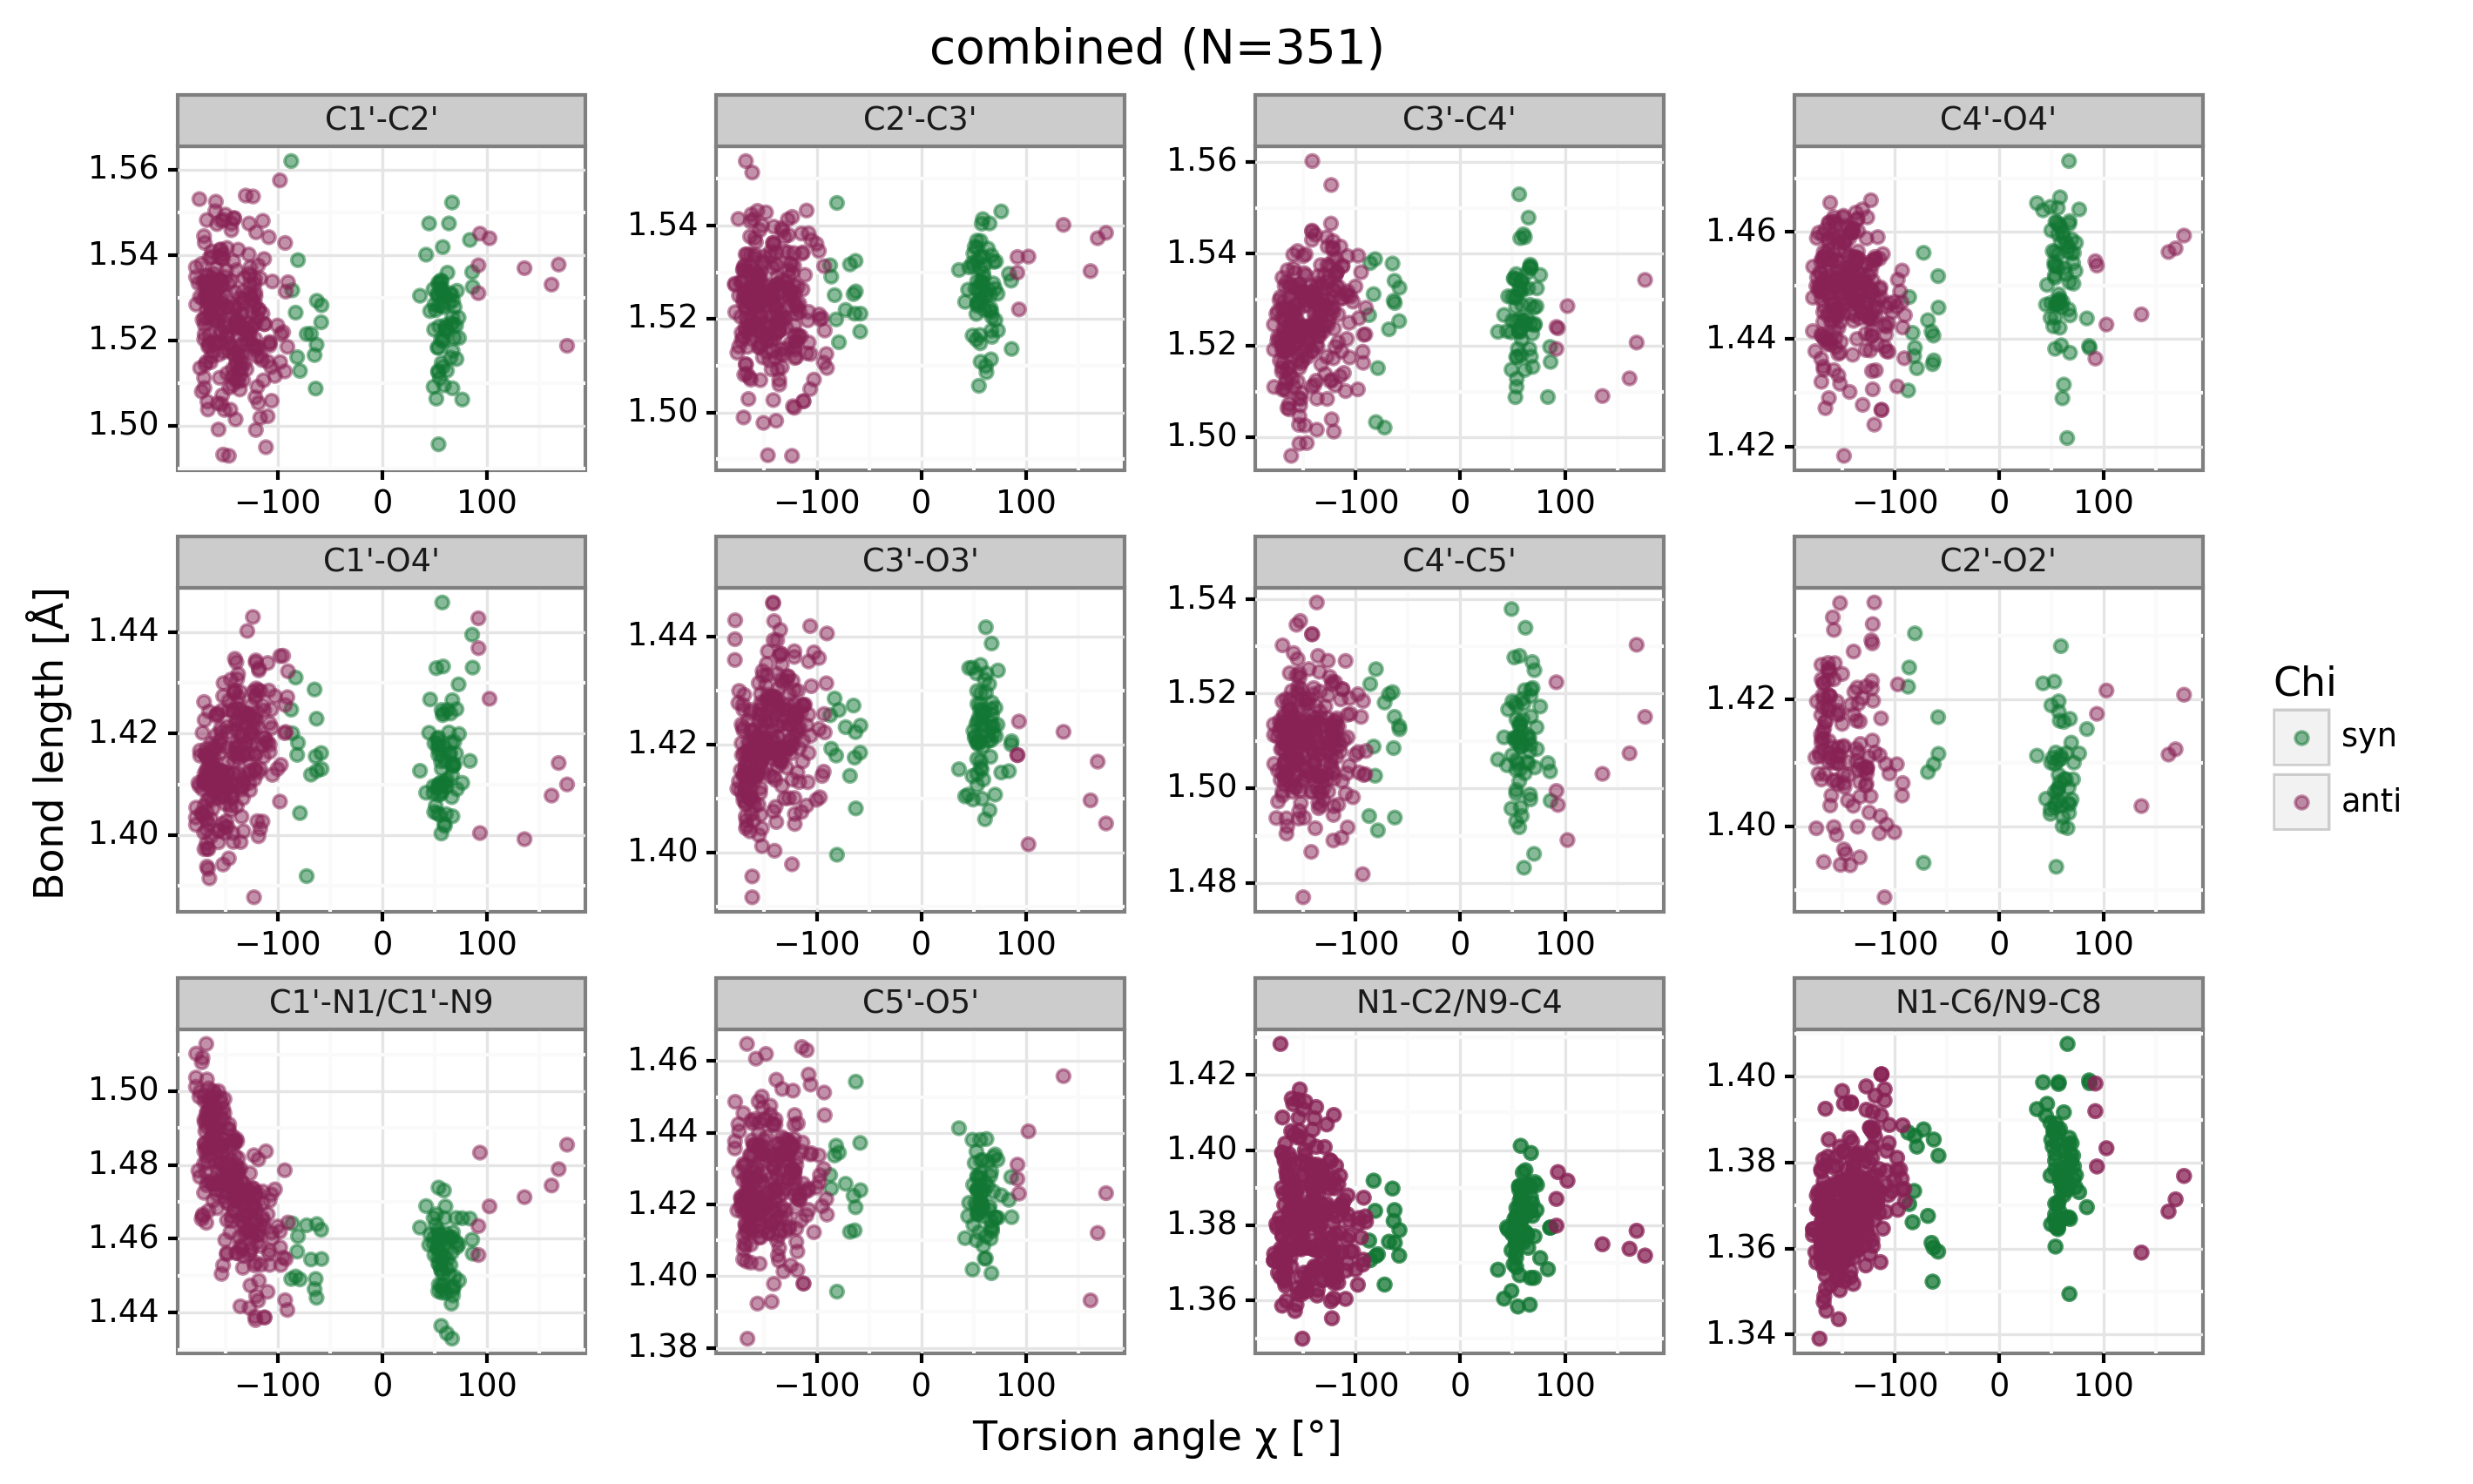 combined (N=351)
C1'-C2' C2'-C3' C3'-C4' C4'-O4'
1.56 1.54 1.52 1.50
1.54 1.52 1.50
1.56 1.54 1.52 1.50
1.46 1.44 1.42
−100 0 100 −100 0 100 −100 0 100 −100 0 100
C1'-O4' C3'-O3' C4'-C5' C2'-O2'
1.44 1.42 1.40
1.44 1.42 1.40
1.54 1.52 1.50 1.48
1.42 1.40
−100 0 100 −100 0 100 −100 0 100 −100 0 100
C1'-N1/C1'-N9 C5'-O5' N1-C2/N9-C4 N1-C6/N9-C8
1.50 1.48 1.46 1.44
1.46 1.44 1.42 1.40 1.38
1.42 1.40 1.38 1.36
1.40 1.38 1.36 1.34
−100 0 100 −100 0 100 −100 0 100 −100 0 100
Bond length [Å]
Torsion angle χ [°]
Chi
syn
anti